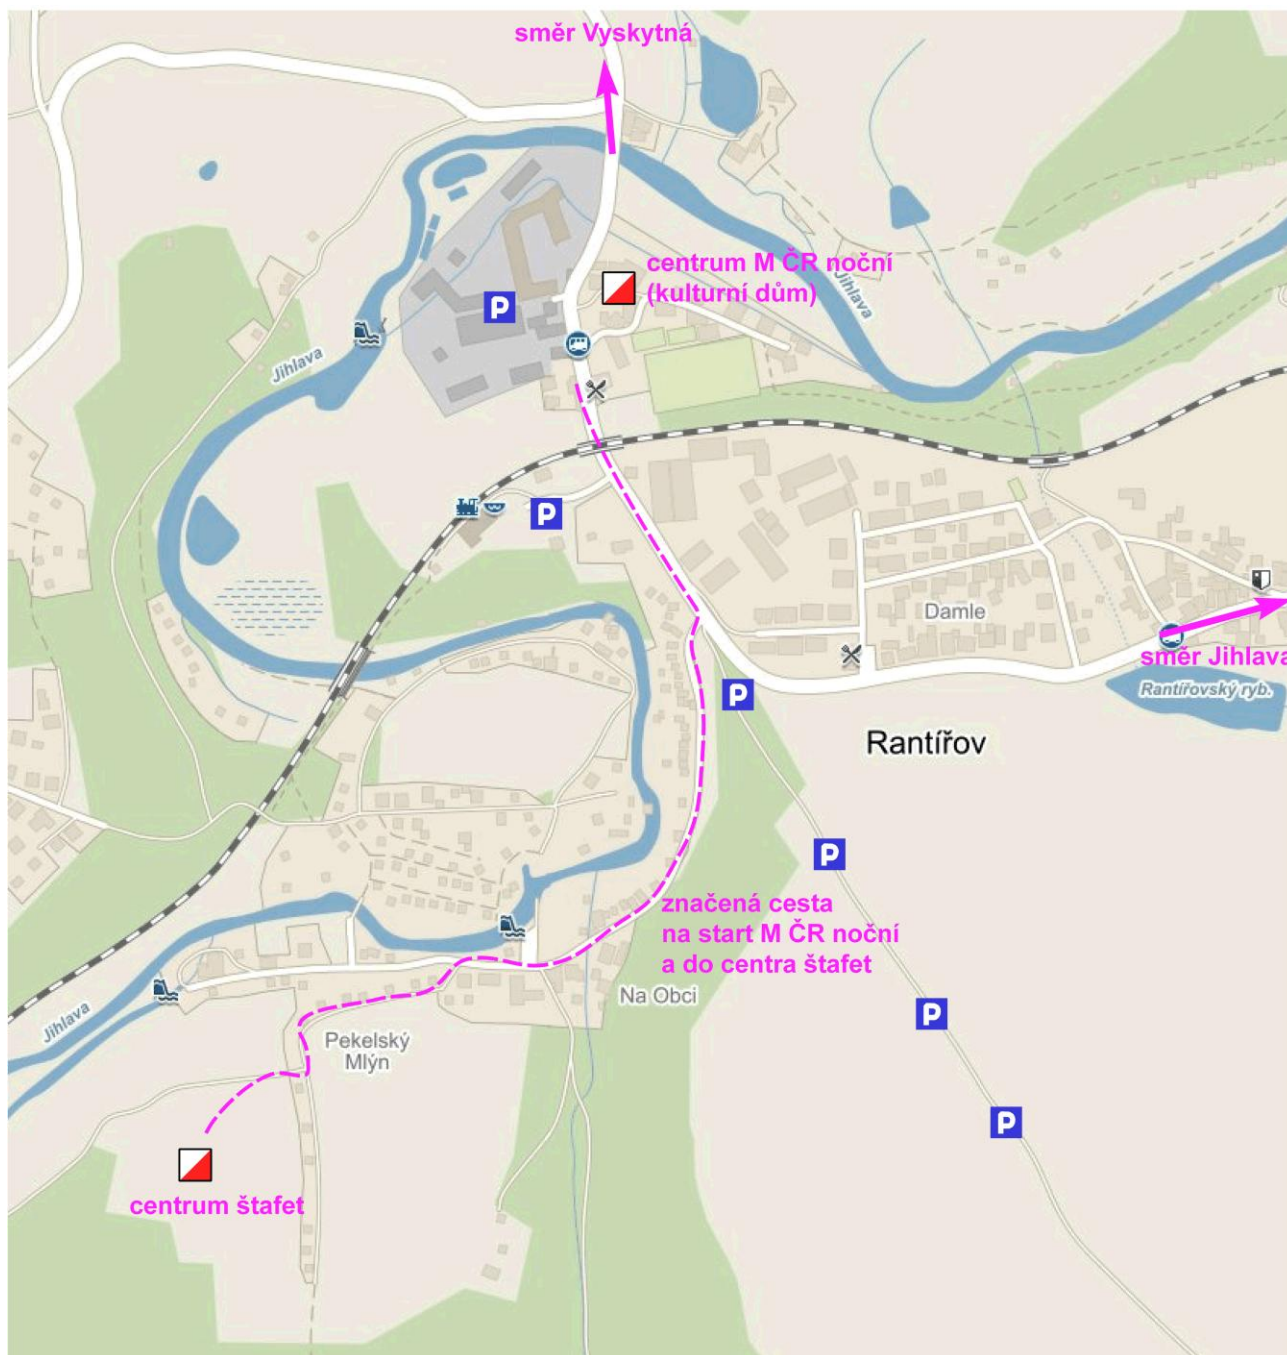 směr Vyskytná
centrum M ČR noční
(kulturní dům)
Jihlava
P
Jihlava
P
Damle
směr Jihlava
Rantířovský ryb.
P
Rantířov
P
značená cesta
na start M ČR noční
a do centra štafet
Na Obci
P
Jihlava
Pekelský
Mlýn
P
centrum štafet